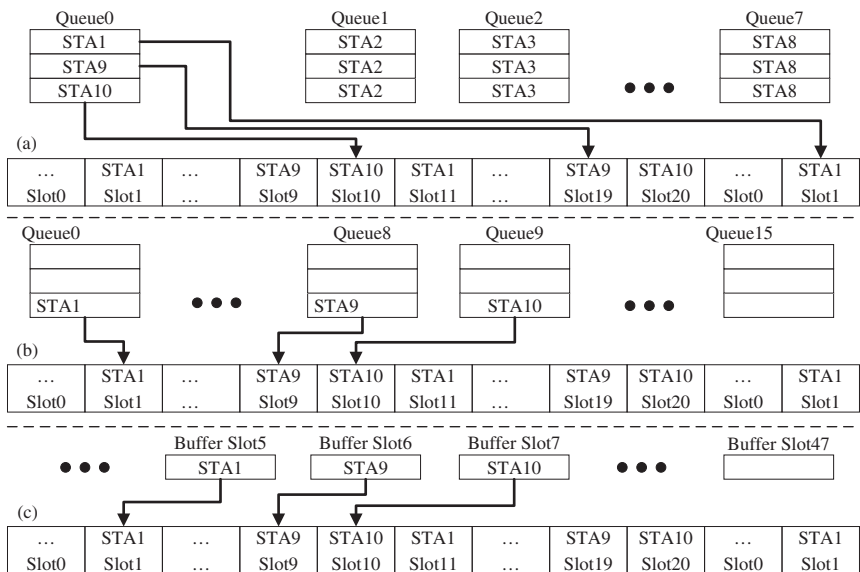 Queue0 Queue1 Queue2 Queue7
STA1 STA2 STA3 STA8
STA9 STA2 STA3 STA8
STA10 STA2 STA3 STA8
(a)
... STA1 ... STA9 STA10 STA1 ... STA9 STA10 ... STA1
Slot0 Slot1 ... Slot9 Slot10 Slot11 ... Slot19 Slot20 Slot0 Slot1
Queue0 Queue8 Queue9 Queue15
STA1 STA9 STA10
(b)
... STA1 ... STA9 STA10 STA1 ... STA9 STA10 ... STA1
Slot0 Slot1 ... Slot9 Slot10 Slot11 ... Slot19 Slot20 Slot0 Slot1
Buffer Slot5 Buffer Slot6 Buffer Slot7 Buffer Slot47
STA1 STA9 STA10
(c)
... STA1 ... STA9 STA10 STA1 ... STA9 STA10 ... STA1
Slot0 Slot1 ... Slot9 Slot10 Slot11 ... Slot19 Slot20 Slot0 Slot1